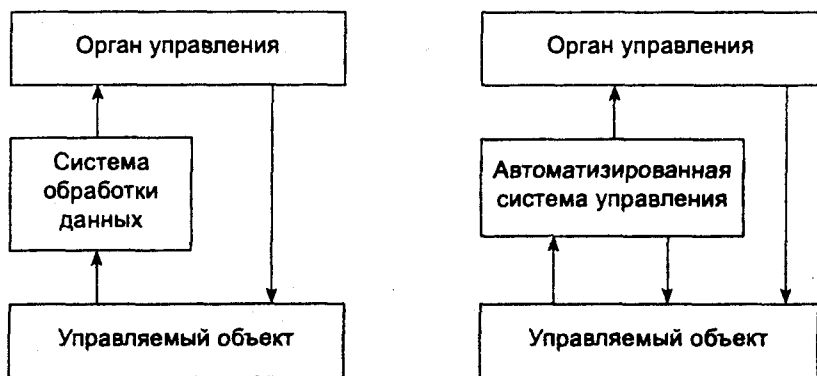 Орган управления
Система
обработки
данных
Управляемый объект
Орган управления
Автоматизированная
система управления
Управляемый объект